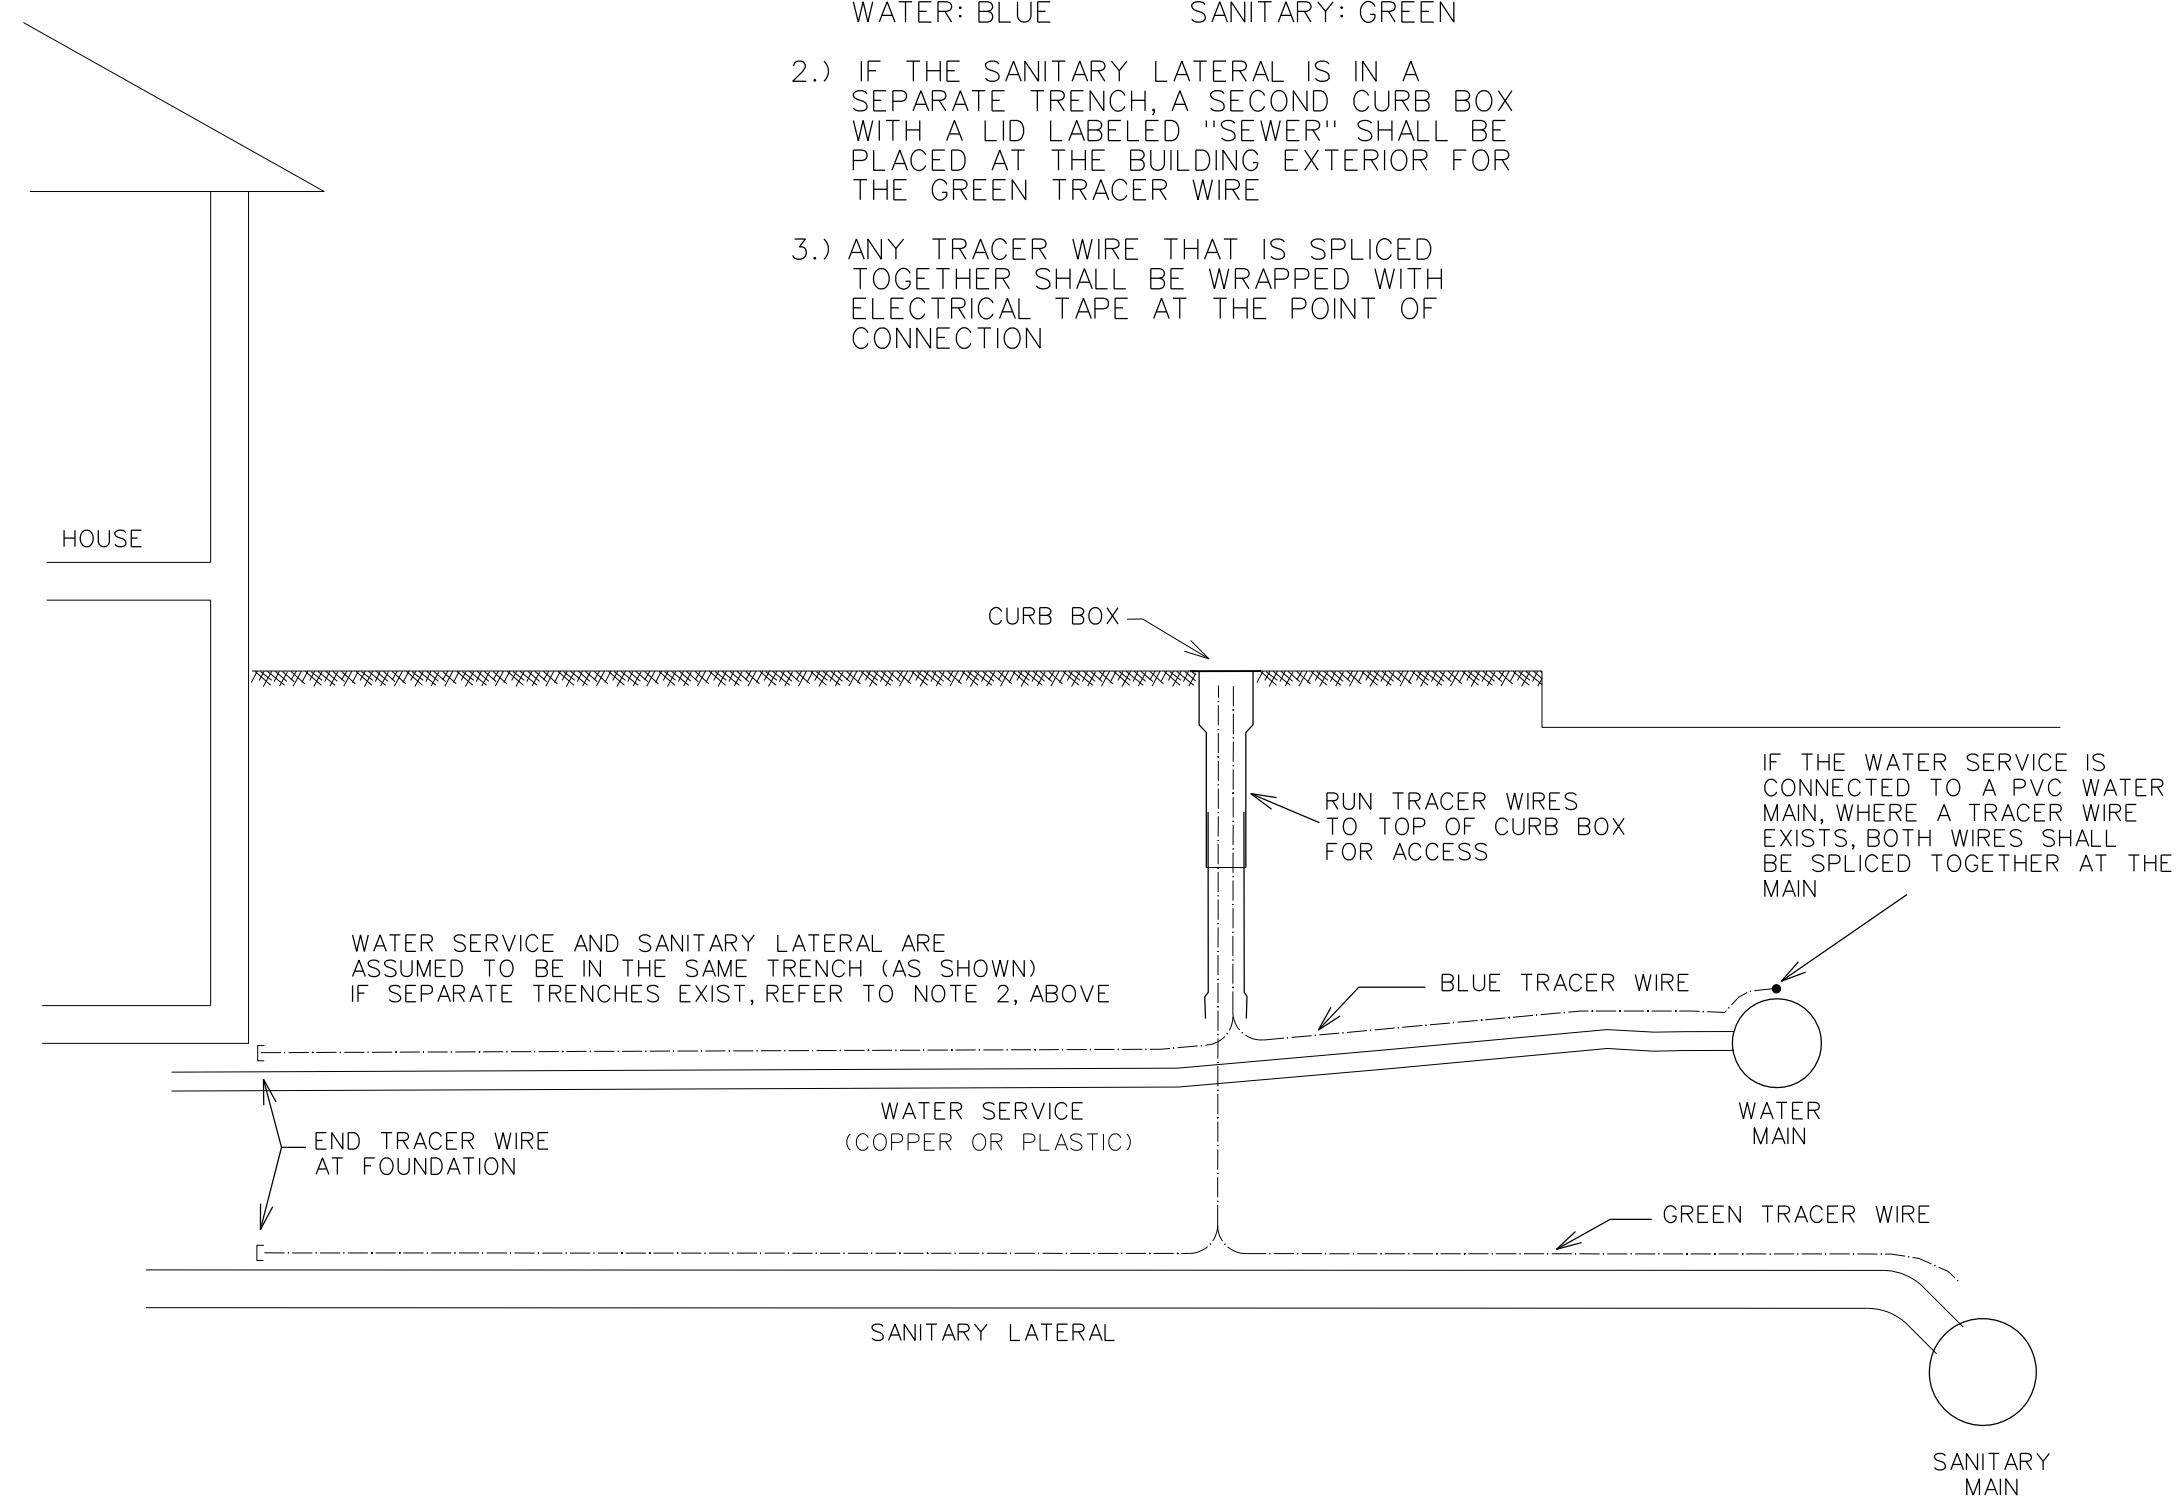 WATER: BLUE SANITARY: GREEN
2.) IF THE SANITARY LATERAL IS IN A
SEPARATE TRENCH, A SECOND CURB BOX
WITH A LID LABELED "SEWER" SHALL BE
PLACED AT THE BUILDING EXTERIOR FOR
THE GREEN TRACER WIRE
3.) ANY TRACER WIRE THAT IS SPLICED
TOGETHER SHALL BE WRAPPED WITH
ELECTRICAL TAPE AT THE POINT OF
CONNECTION
HOUSE
CURB BOX
IF THE WATER SERVICE IS
CONNECTED TO A PVC WATER
MAIN, WHERE A TRACER WIRE
EXISTS, BOTH WIRES SHALL
BE SPLICED TOGETHER AT THE
MAIN
RUN TRACER WIRES
TO TOP OF CURB BOX
FOR ACCESS
WATER SERVICE AND SANITARY LATERAL ARE
ASSUMED TO BE IN THE SAME TRENCH (AS SHOWN)
IF SEPARATE TRENCHES EXIST, REFER TO NOTE 2, ABOVE
BLUE TRACER WIRE
WATER SERVICE
(COPPER OR PLASTIC)
WATER
MAIN
END TRACER WIRE
AT FOUNDATION
GREEN TRACER WIRE
SANITARY LATERAL
SANITARY
MAIN